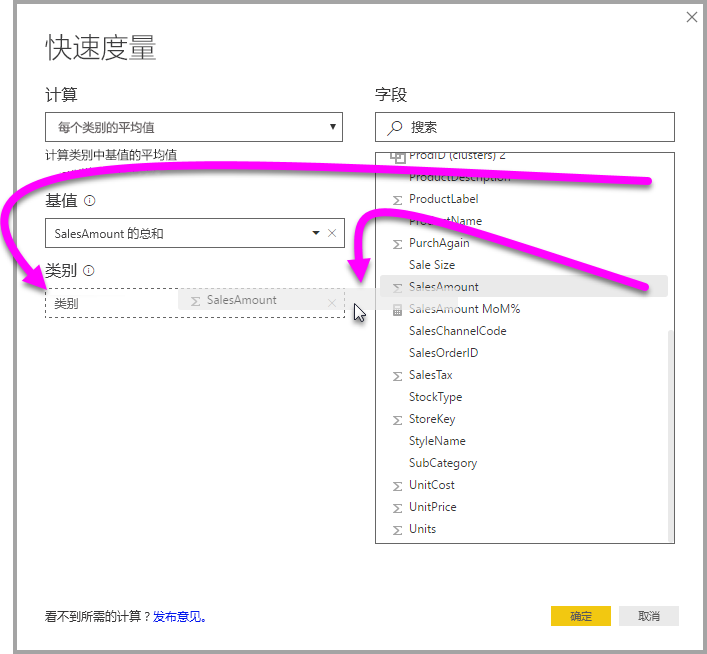 快速度量
计算
每个类别的平均值
计算类别中基值的平均值
基值
SalesAmount 的总和
类别
类别
SalesAmount
字段
搜索
ProdID (clusters) 2
ProductDescription
ProductLabel
ProductName
PurchAgain
Sale Size
SalesAmount
SalesAmount MoM%
SalesChannelCode
SalesOrderID
SalesTax
StockType
StoreKey
StyleName
SubCategory
UnitCost
UnitPrice
Units
看不到所需的计算？发布意见。
确定
取消